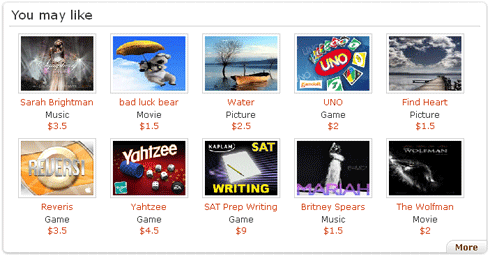 You may like
Sarah Brightman
Music
$3.5
bad luck bear
Movie
$1.5
Water
Picture
$2.5
UNO
UNO
Game
$2
Find Heart
Picture
$1.5
REVERSI
Reveris
Game
$3.5
Yahtzee
Yahtzee
Game
$4.5
KAPLAN
SAT
WRITING
SAT Prep Writing
Game
$9
MARIAH
Britney Spears
Music
$1.5
WOLFMAN
The Wolfman
Movie
$2
More